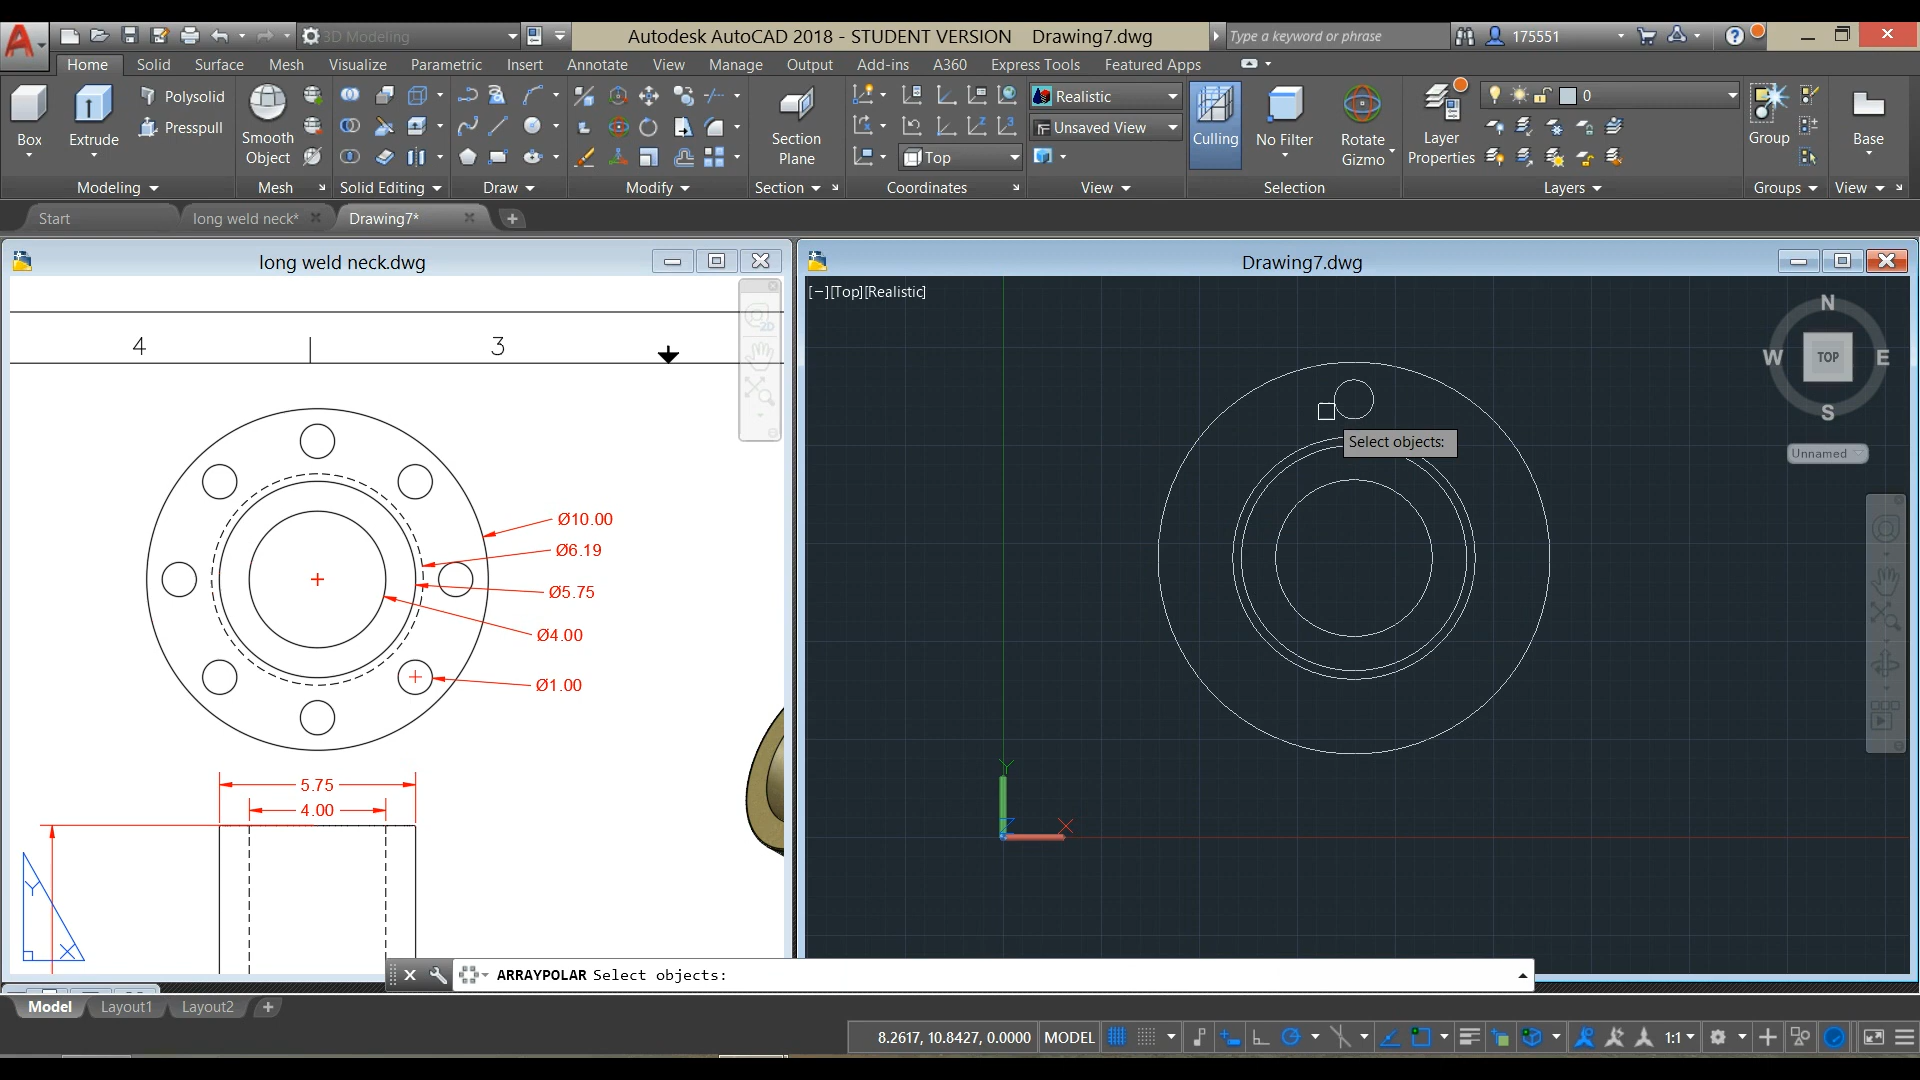 3D Modeling
Autodesk AutoCAD 2018 - STUDENT VERSION Drawing7.dwg
Type a keyword or phrase
175551
Home Solid Surface Mesh Visualize Parametric Insert Annotate View Manage Output Add-ins A360 Express Tools Featured Apps
Box
Extrude
Polysolid
Presspull
Smooth Object
Section Plane
Top
Realistic
Unsaved View
Culling
No Filter
Rotate Gizmo
Layer Properties
0
Group
Base
Modeling Mesh Solid Editing Draw Modify Section Coordinates View Selection Layers Groups View
Start long weld neck* Drawing7*
long weld neck.dwg
Drawing7.dwg
[−][Top][Realistic]
4 3
2D
N
W TOP E
S
Unnamed
Select objects:
Ø10.00
Ø6.19
Ø5.75
Ø4.00
Ø1.00
5.75
4.00
Y
X
Y
Z
X
ARRAYPOLAR Select objects:
Model Layout1 Layout2
8.2617, 10.8427, 0.0000 MODEL 1:1